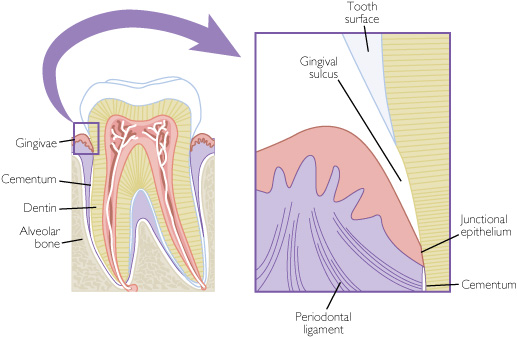 Gingivae
Cementum
Dentin
Alveolar
bone
Tooth
surface
Gingival
sulcus
Junctional
epithelium
Cementum
Periodontal
ligament